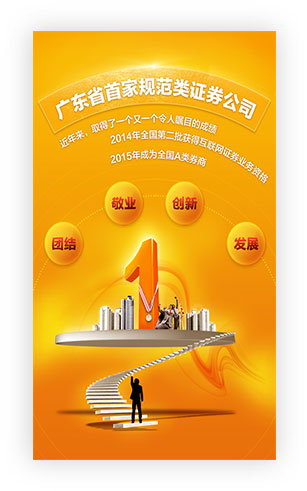 广东省首家规范类证券公司
近年来，取得了一个又一个令人瞩目的成绩
2014年全国第二批获得互联网证券业务资格
2015年成为全国A类券商
敬业
创新
团结
发展
1